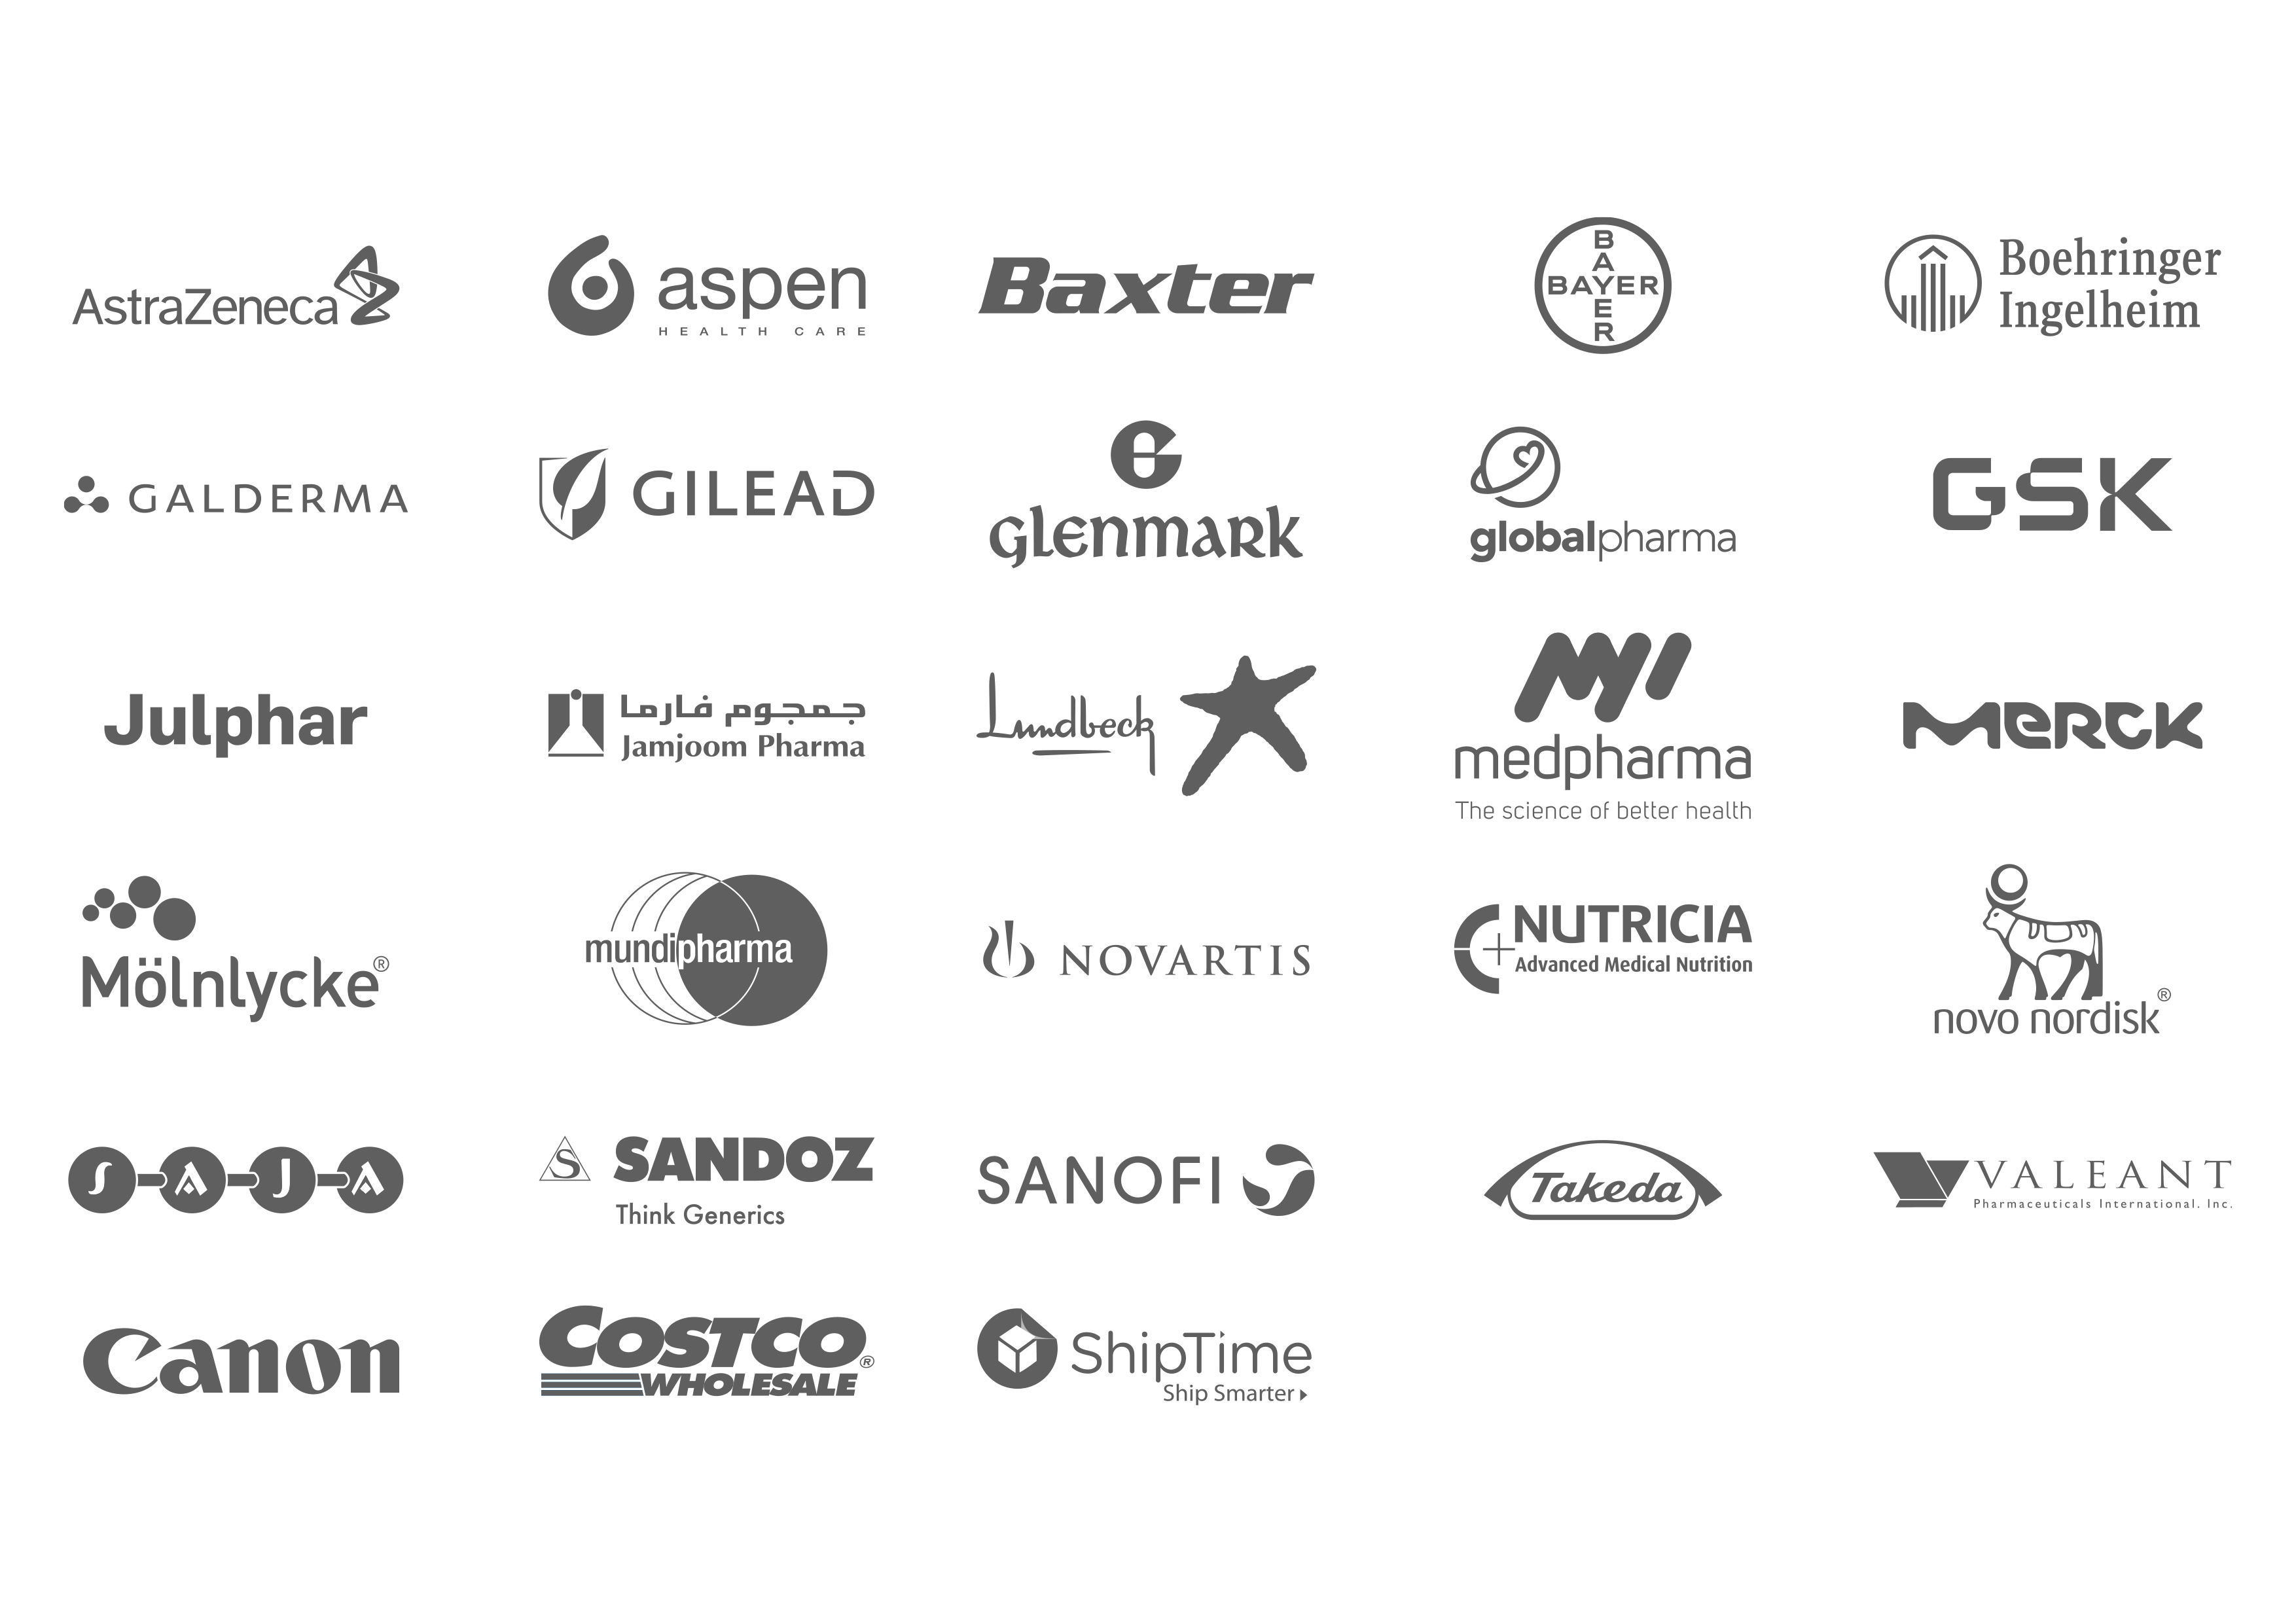 AstraZeneca
aspen
HEALTH CARE
Baxter
BAYER
BAYER
Boehringer
Ingelheim
GALDERMA
GILEAD
glenmark
globalpharma
GSK
Julphar
جمجوم فارما
Jamjoom Pharma
Lundbeck
medpharma
The science of better health
MERCK
Mölnlycke®
mundipharma
NOVARTIS
NUTRICIA
Advanced Medical Nutrition
novo nordisk®
SAJA
S
SANDOZ
Think Generics
SANOFI
Takeda
VALEANT
Pharmaceuticals International. Inc.
Canon
COSTCO®
WHOLESALE
ShipTime
Ship Smarter